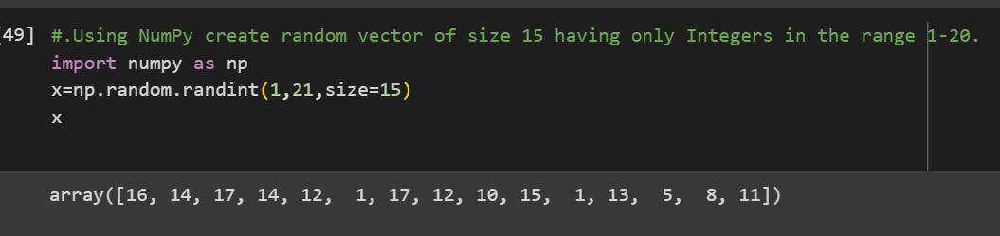 [49] #.Using NumPy create random vector of size 15 having only Integers in the range 1-20.
import numpy as np
x=np.random.randint(1,21,size=15)
x
array([16, 14, 17, 14, 12,  1, 17, 12, 10, 15,  1, 13,  5,  8, 11])